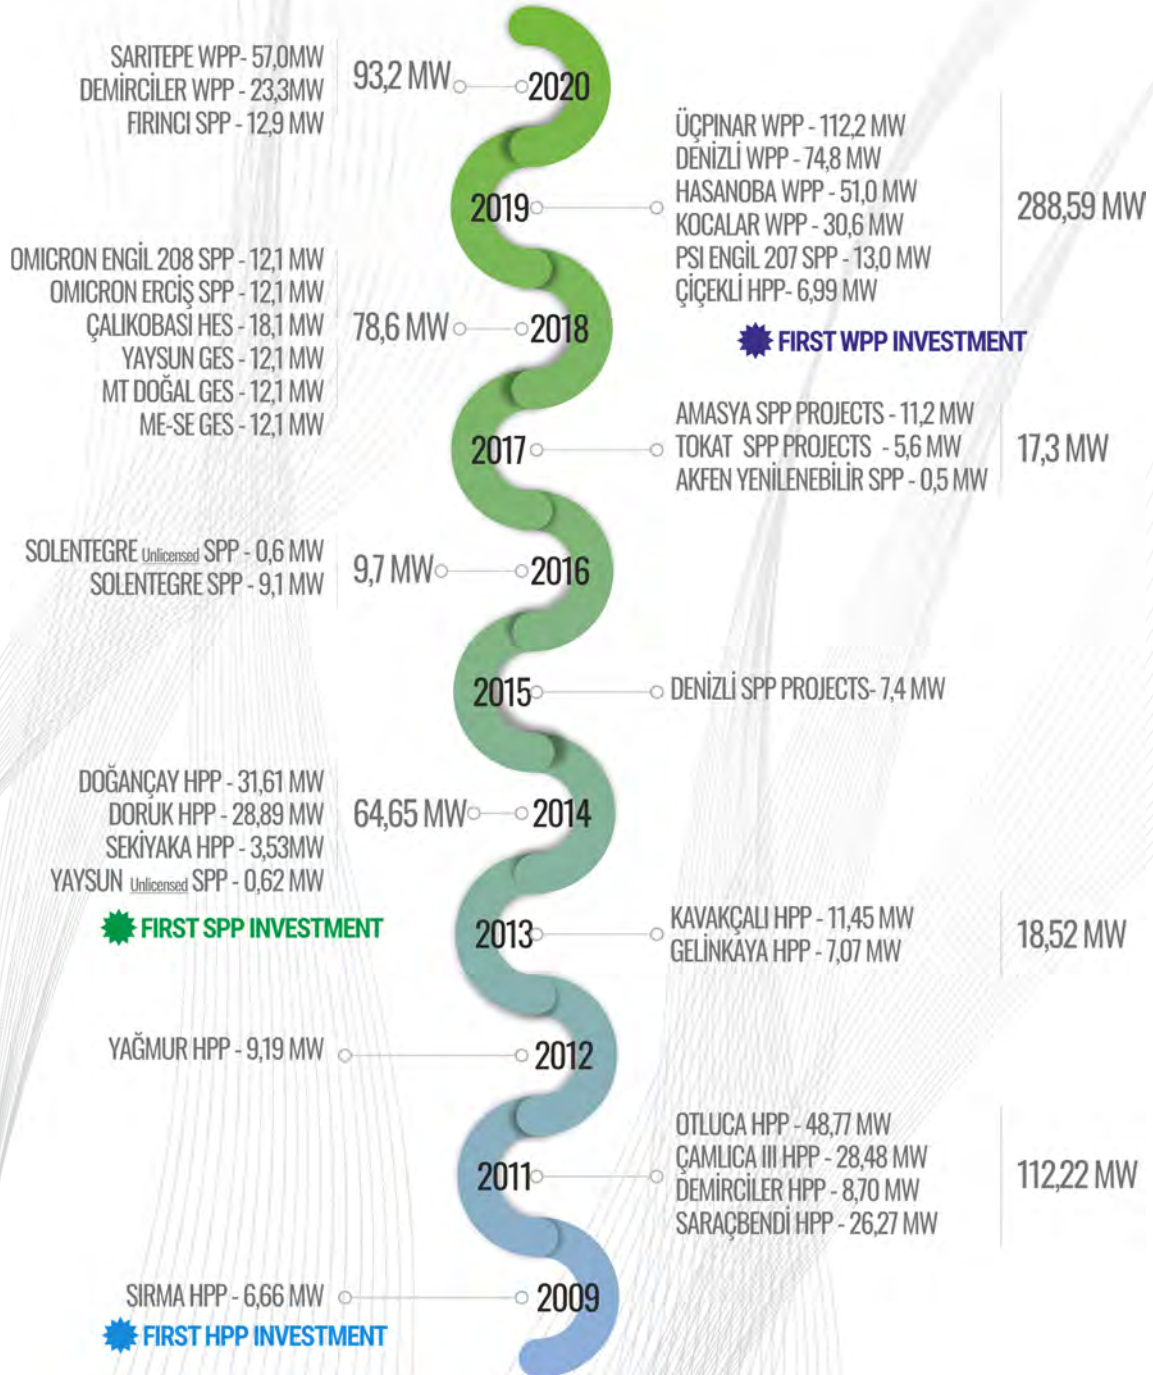 SARITEPE WPP- 57,0MW
DEMİRCİLER WPP - 23,3MW
FIRINCI SPP - 12,9 MW
93,2 MW
2020
ÜÇPINAR WPP - 112,2 MW
DENİZLİ WPP - 74,8 MW
HASANOBA WPP - 51,0 MW
KOCALAR WPP - 30,6 MW
PSI ENGİL 207 SPP - 13,0 MW
ÇİÇEKLİ HPP- 6,99 MW
288,59 MW
2019
FIRST WPP INVESTMENT
OMICRON ENGİL 208 SPP - 12,1 MW
OMICRON ERCİŞ SPP - 12,1 MW
ÇALIKOBASI HES - 18,1 MW
YAYSUN GES - 12,1 MW
MT DOĞAL GES - 12,1 MW
ME-SE GES - 12,1 MW
78,6 MW
2018
AMASYA SPP PROJECTS - 11,2 MW
TOKAT SPP PROJECTS - 5,6 MW
AKFEN YENİLENEBİLİR SPP - 0,5 MW
17,3 MW
2017
SOLENTEGRE Unlicensed SPP - 0,6 MW
SOLENTEGRE SPP - 9,1 MW
9,7 MW
2016
2015
DENİZLİ SPP PROJECTS- 7,4 MW
DOĞANÇAY HPP - 31,61 MW
DORUK HPP - 28,89 MW
SEKİYAKA HPP - 3,53MW
YAYSUN Unlicensed SPP - 0,62 MW
64,65 MW
2014
FIRST SPP INVESTMENT
2013
KAVAKÇALI HPP - 11,45 MW
GELİNKAYA HPP - 7,07 MW
18,52 MW
YAĞMUR HPP - 9,19 MW
2012
OTLUCA HPP - 48,77 MW
ÇAMLICA III HPP - 28,48 MW
DEMİRCİLER HPP - 8,70 MW
SARAÇBENDİ HPP - 26,27 MW
112,22 MW
2011
SIRMA HPP - 6,66 MW
2009
FIRST HPP INVESTMENT